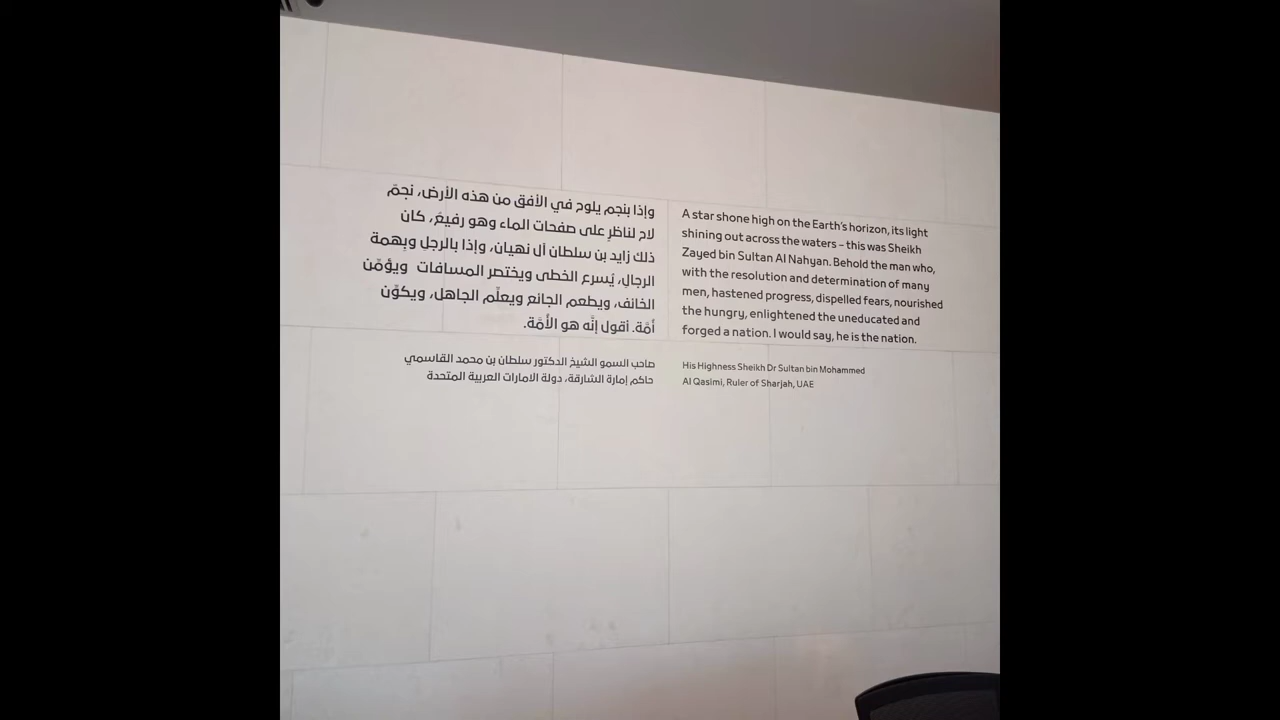 وإذا بنجم يلوح في الأفق من هذه الأرض، نجمٌ
لاح لناظرِ على صفحات الماء وهو رفيعُ، كان
ذلك زايد بن سلطان آل نهيان، وإذا بالرجلِ وبهمة
الرجالِ، يُسرع الخطى ويختصر المسافات ويؤمّن
الخائف، ويطعم الجائع ويعلّم الجاهل، ويكوّن
أمَّة. أقول إنَّه هو الأمَّة.
صاحب السمو الشيخ الدكتور سلطان بن محمد القاسمي
حاكم إمارة الشارقة، دولة الامارات العربية المتحدة
A star shone high on the Earth's horizon, its light
shining out across the waters – this was Sheikh
Zayed bin Sultan Al Nahyan. Behold the man who,
with the resolution and determination of many
men, hastened progress, dispelled fears, nourished
the hungry, enlightened the uneducated and
forged a nation. I would say, he is the nation.
His Highness Sheikh Dr Sultan bin Mohammed
Al Qasimi, Ruler of Sharjah, UAE